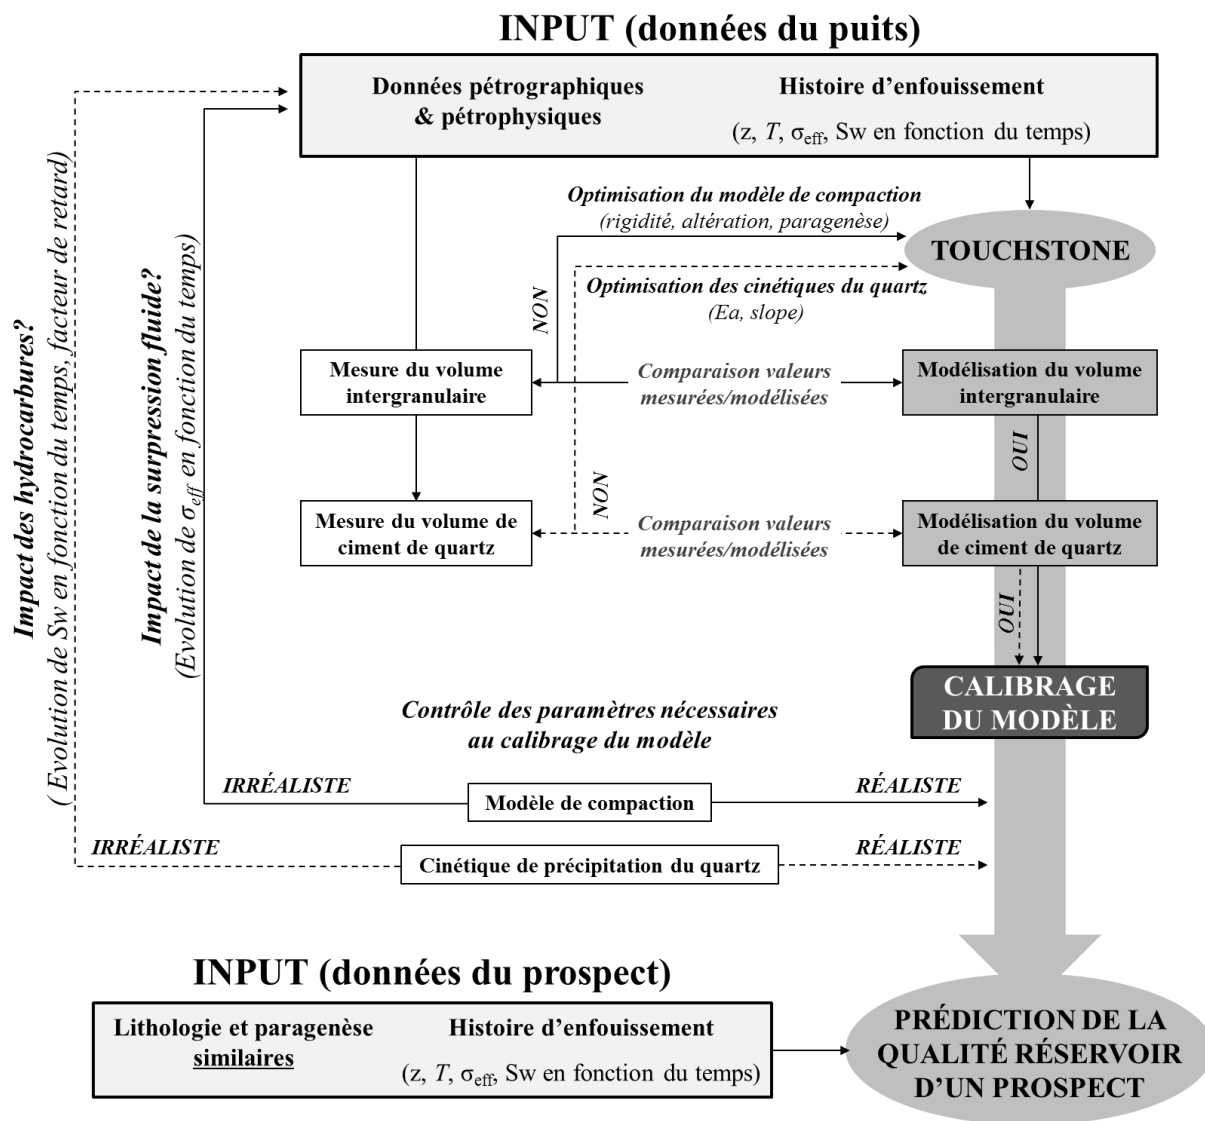 INPUT (données du puits)
Données pétrographiques
& pétrophysiques
Histoire d’enfouissement
(z, T, σeff, Sw en fonction du temps)
Optimisation du modèle de compaction
(rigidité, altération, paragenèse)
TOUCHSTONE
Optimisation des cinétiques du quartz
(Ea, slope)
NON
Mesure du volume
intergranulaire
Comparaison valeurs
mesurées/modélisées
Modélisation du volume
intergranulaire
OUI
NON
Mesure du volume de
ciment de quartz
Comparaison valeurs
mesurées/modélisées
Modélisation du volume
de ciment de quartz
OUI
Impact des hydrocarbures?
( Evolution de Sw en fonction du temps, facteur de retard)
Impact de la surpression fluide?
(Evolution de σeff en fonction du temps)
CALIBRAGE
DU MODÈLE
Contrôle des paramètres nécessaires
au calibrage du modèle
IRRÉALISTE
Modèle de compaction
RÉALISTE
IRRÉALISTE
Cinétique de précipitation du quartz
RÉALISTE
INPUT (données du prospect)
Lithologie et paragenèse
similaires
Histoire d’enfouissement
(z, T, σeff, Sw en fonction du temps)
PRÉDICTION DE LA
QUALITÉ RÉSERVOIR
D’UN PROSPECT